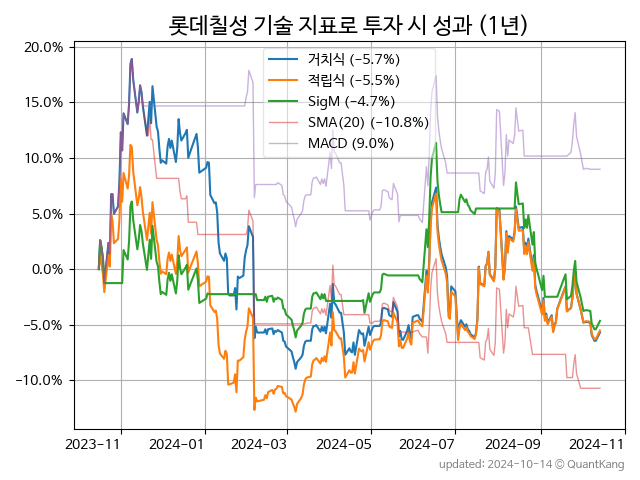 롯데칠성 기술 지표로 투자 시 성과 (1년)
20.0%
15.0%
10.0%
5.0%
0.0%
−5.0%
−10.0%
거치식 (−5.7%)
적립식 (−5.5%)
SigM (−4.7%)
SMA(20) (−10.8%)
MACD (9.0%)
2023-11
2024-01
2024-03
2024-05
2024-07
2024-09
2024-11
updated: 2024-10-14 © QuantKang